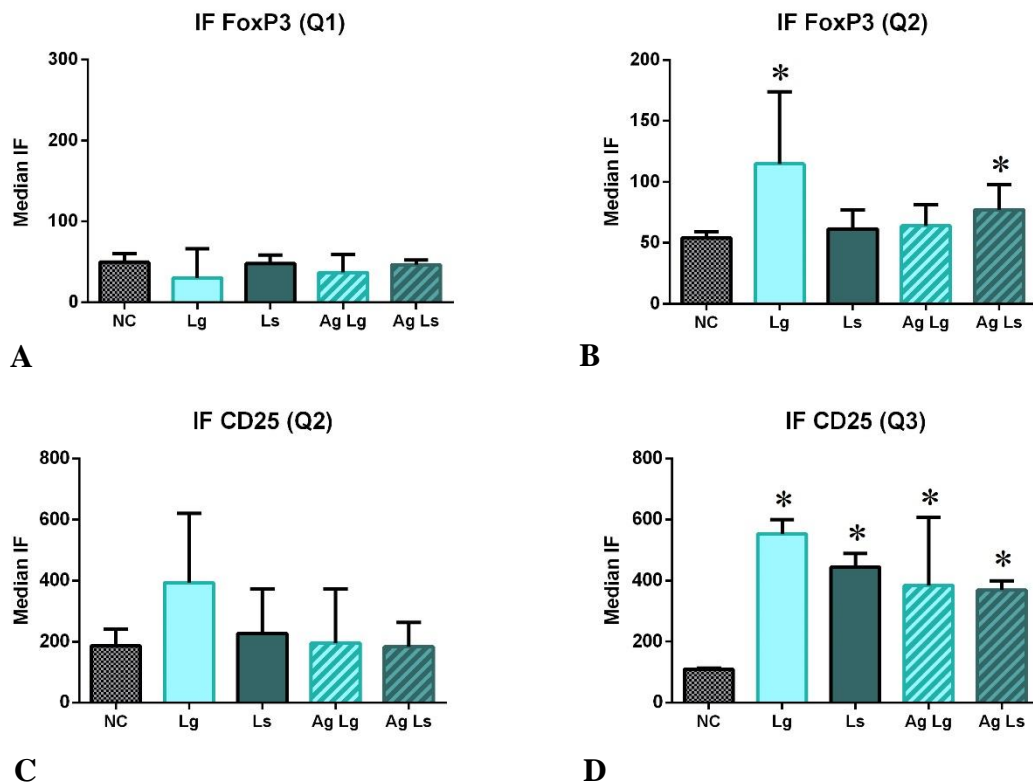 IF FoxP3 (Q1)
300
200
100
0
Median IF
NC Lg Ls Ag Lg Ag Ls
A
IF FoxP3 (Q2)
200
150
100
50
0
Median IF
* *
NC Lg Ls Ag Lg Ag Ls
B
IF CD25 (Q2)
800
600
400
200
0
Median IF
NC Lg Ls Ag Lg Ag Ls
C
IF CD25 (Q3)
800
600
400
200
0
Median IF
* * * *
NC Lg Ls Ag Lg Ag Ls
D